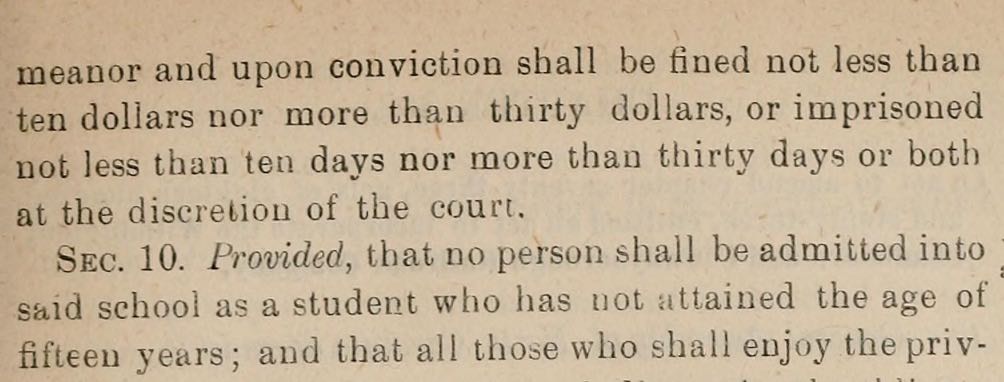 meanor and upon conviction shall be fined not less than
ten dollars nor more than thirty dollars, or imprisoned
not less than ten days nor more than thirty days or both
at the discretion of the court.
SEC. 10. Provided, that no person shall be admitted into
said school as a student who has not attained the age of
fifteen years; and that all those who shall enjoy the priv-